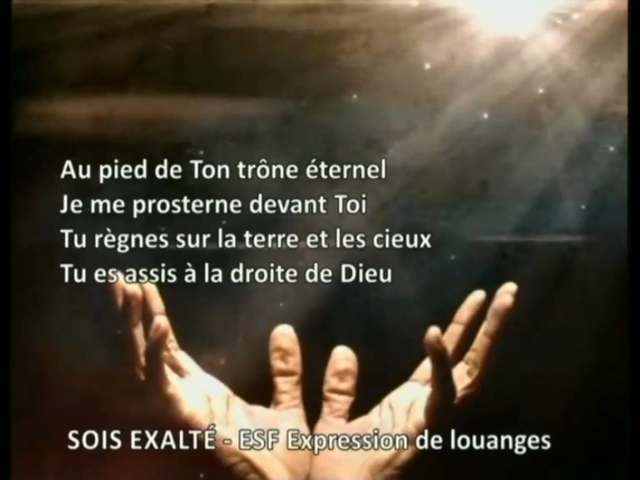 Au pied de Ton trône éternel
Je me prosterne devant Toi
Tu règnes sur la terre et les cieux
Tu es assis à la droite de Dieu
SOIS EXALTÉ - ESF Expression de louanges